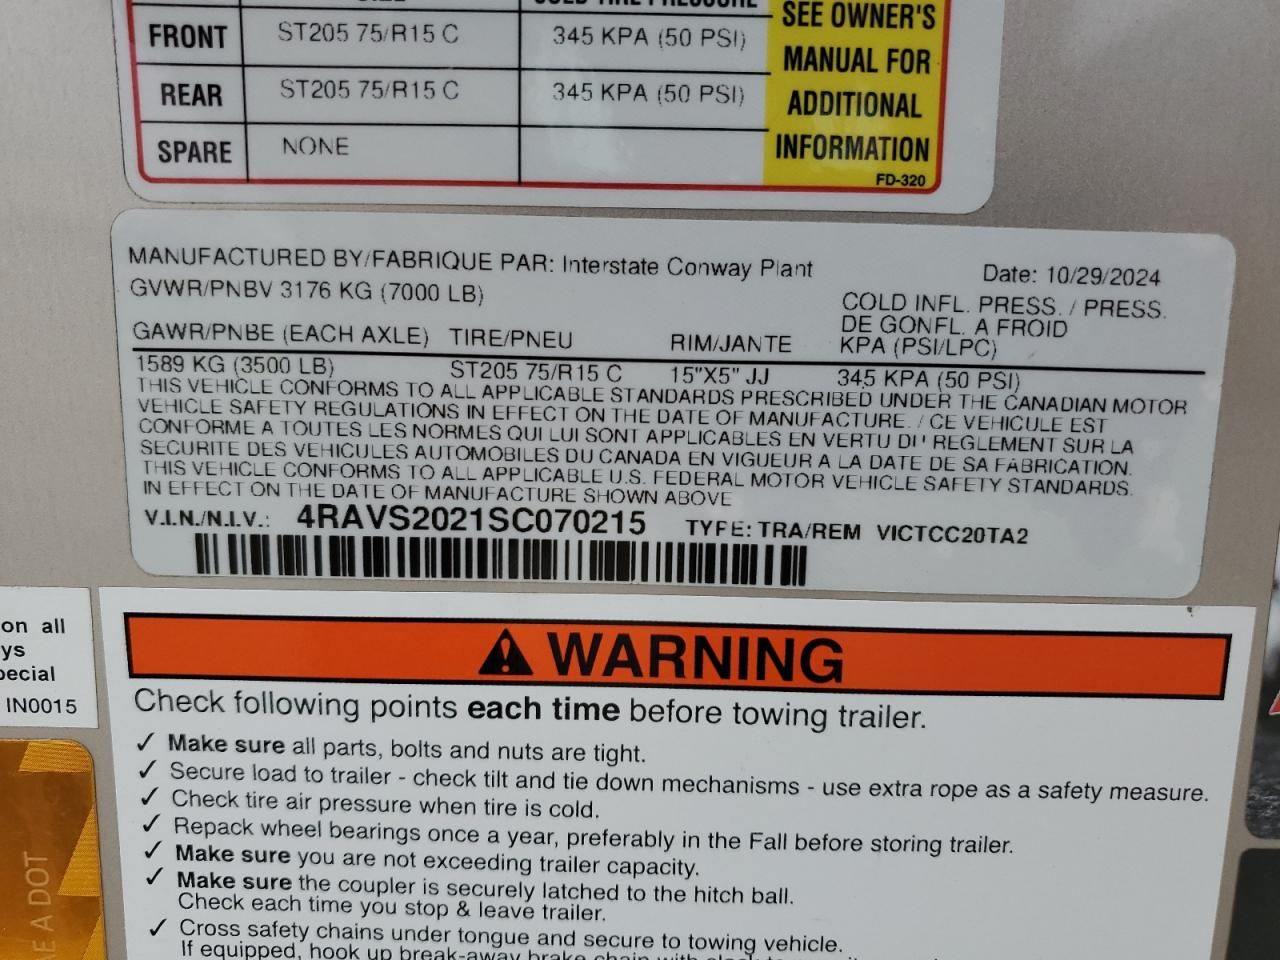 FRONT ST205 75/R15 C 345 KPA (50 PSI)
REAR ST205 75/R15 C 345 KPA (50 PSI)
SPARE NONE
SEE OWNER'S
MANUAL FOR
ADDITIONAL
INFORMATION
FD-320
MANUFACTURED BY/FABRIQUE PAR: Interstate Conway Plant Date: 10/29/2024
GVWR/PNBV 3176 KG (7000 LB)
COLD INFL. PRESS. / PRESS.
DE GONFL. A FROID
GAWR/PNBE (EACH AXLE) TIRE/PNEU RIM/JANTE KPA (PSI/LPC)
1589 KG (3500 LB) ST205 75/R15 C 15"X5" JJ 345 KPA (50 PSI)
THIS VEHICLE CONFORMS TO ALL APPLICABLE STANDARDS PRESCRIBED UNDER THE CANADIAN MOTOR
VEHICLE SAFETY REGULATIONS IN EFFECT ON THE DATE OF MANUFACTURE. / CE VEHICULE EST
CONFORME A TOUTES LES NORMES QUI LUI SONT APPLICABLES EN VERTU DU REGLEMENT SUR LA
SECURITE DES VEHICULES AUTOMOBILES DU CANADA EN VIGUEUR A LA DATE DE SA FABRICATION.
THIS VEHICLE CONFORMS TO ALL APPLICABLE U.S. FEDERAL MOTOR VEHICLE SAFETY STANDARDS.
IN EFFECT ON THE DATE OF MANUFACTURE SHOWN ABOVE
V.I.N./N.I.V.: 4RAVS2021SC070215 TYPE: TRA/REM VICTCC20TA2
on all
ys
pecial
IN0015
WARNING
Check following points each time before towing trailer.
✓ Make sure all parts, bolts and nuts are tight.
✓ Secure load to trailer - check tilt and tie down mechanisms - use extra rope as a safety measure.
✓ Check tire air pressure when tire is cold.
✓ Repack wheel bearings once a year, preferably in the Fall before storing trailer.
✓ Make sure you are not exceeding trailer capacity.
✓ Make sure the coupler is securely latched to the hitch ball.
Check each time you stop & leave trailer.
✓ Cross safety chains under tongue and secure to towing vehicle.
If equipped, hook up break-away brake chain with
A DOT